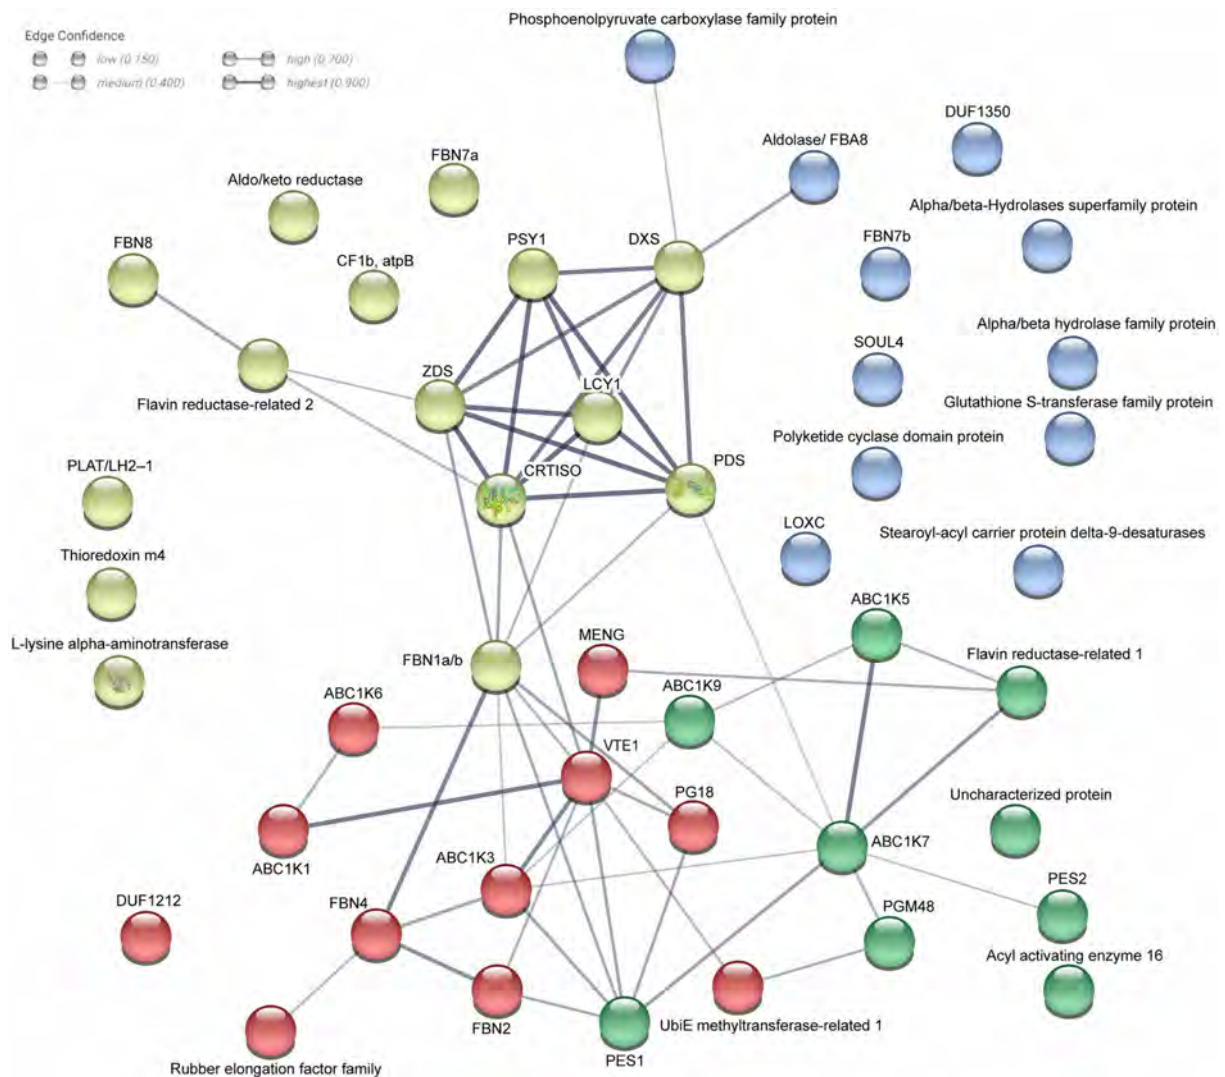 Phosphoenolpyruvate carboxylase family protein
Edge Confidence
low (0.150)
high (0.700)
medium (0.400)
highest (0.900)
DUF1350
Aldolase/ FBA8
FBN7a
Aldo/keto reductase
Alpha/beta-Hydrolases superfamily protein
PSY1
DXS
FBN7b
FBN8
CF1b, atpB
Alpha/beta hydrolase family protein
SOUL4
ZDS
LCY1
Flavin reductase-related 2
Glutathione S-transferase family protein
Polyketide cyclase domain protein
PDS
CRTISO
PLAT/LH2–1
LOXC
Stearoyl-acyl carrier protein delta-9-desaturases
Thioredoxin m4
ABC1K5
L-lysine alpha-aminotransferase
MENG
Flavin reductase-related 1
FBN1a/b
ABC1K9
ABC1K6
VTE1
PG18
Uncharacterized protein
ABC1K7
ABC1K3
ABC1K1
PES2
FBN4
PGM48
DUF1212
Acyl activating enzyme 16
FBN2
UbiE methyltransferase-related 1
PES1
Rubber elongation factor family